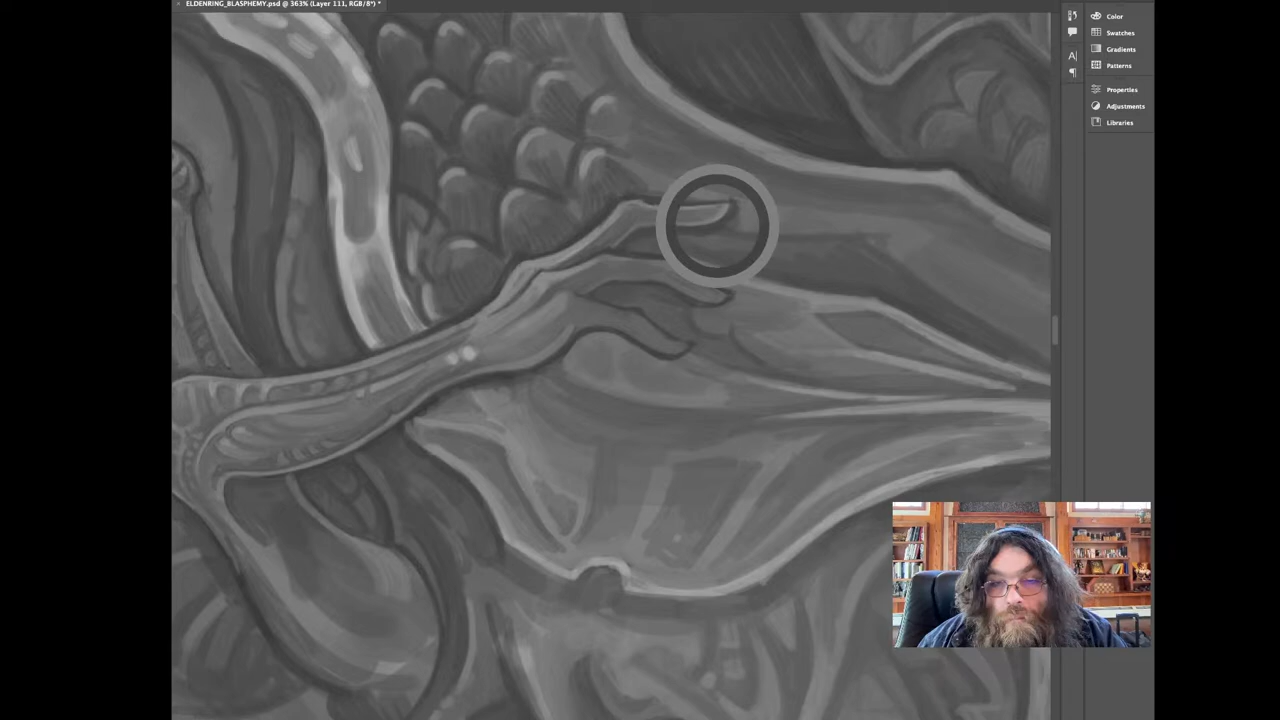 × ELDENRING_BLASPHEMY.psd @ 363% (Layer 111, RGB/8*) *
Color
Swatches
Gradients
Patterns
A
¶
Properties
Adjustments
Libraries